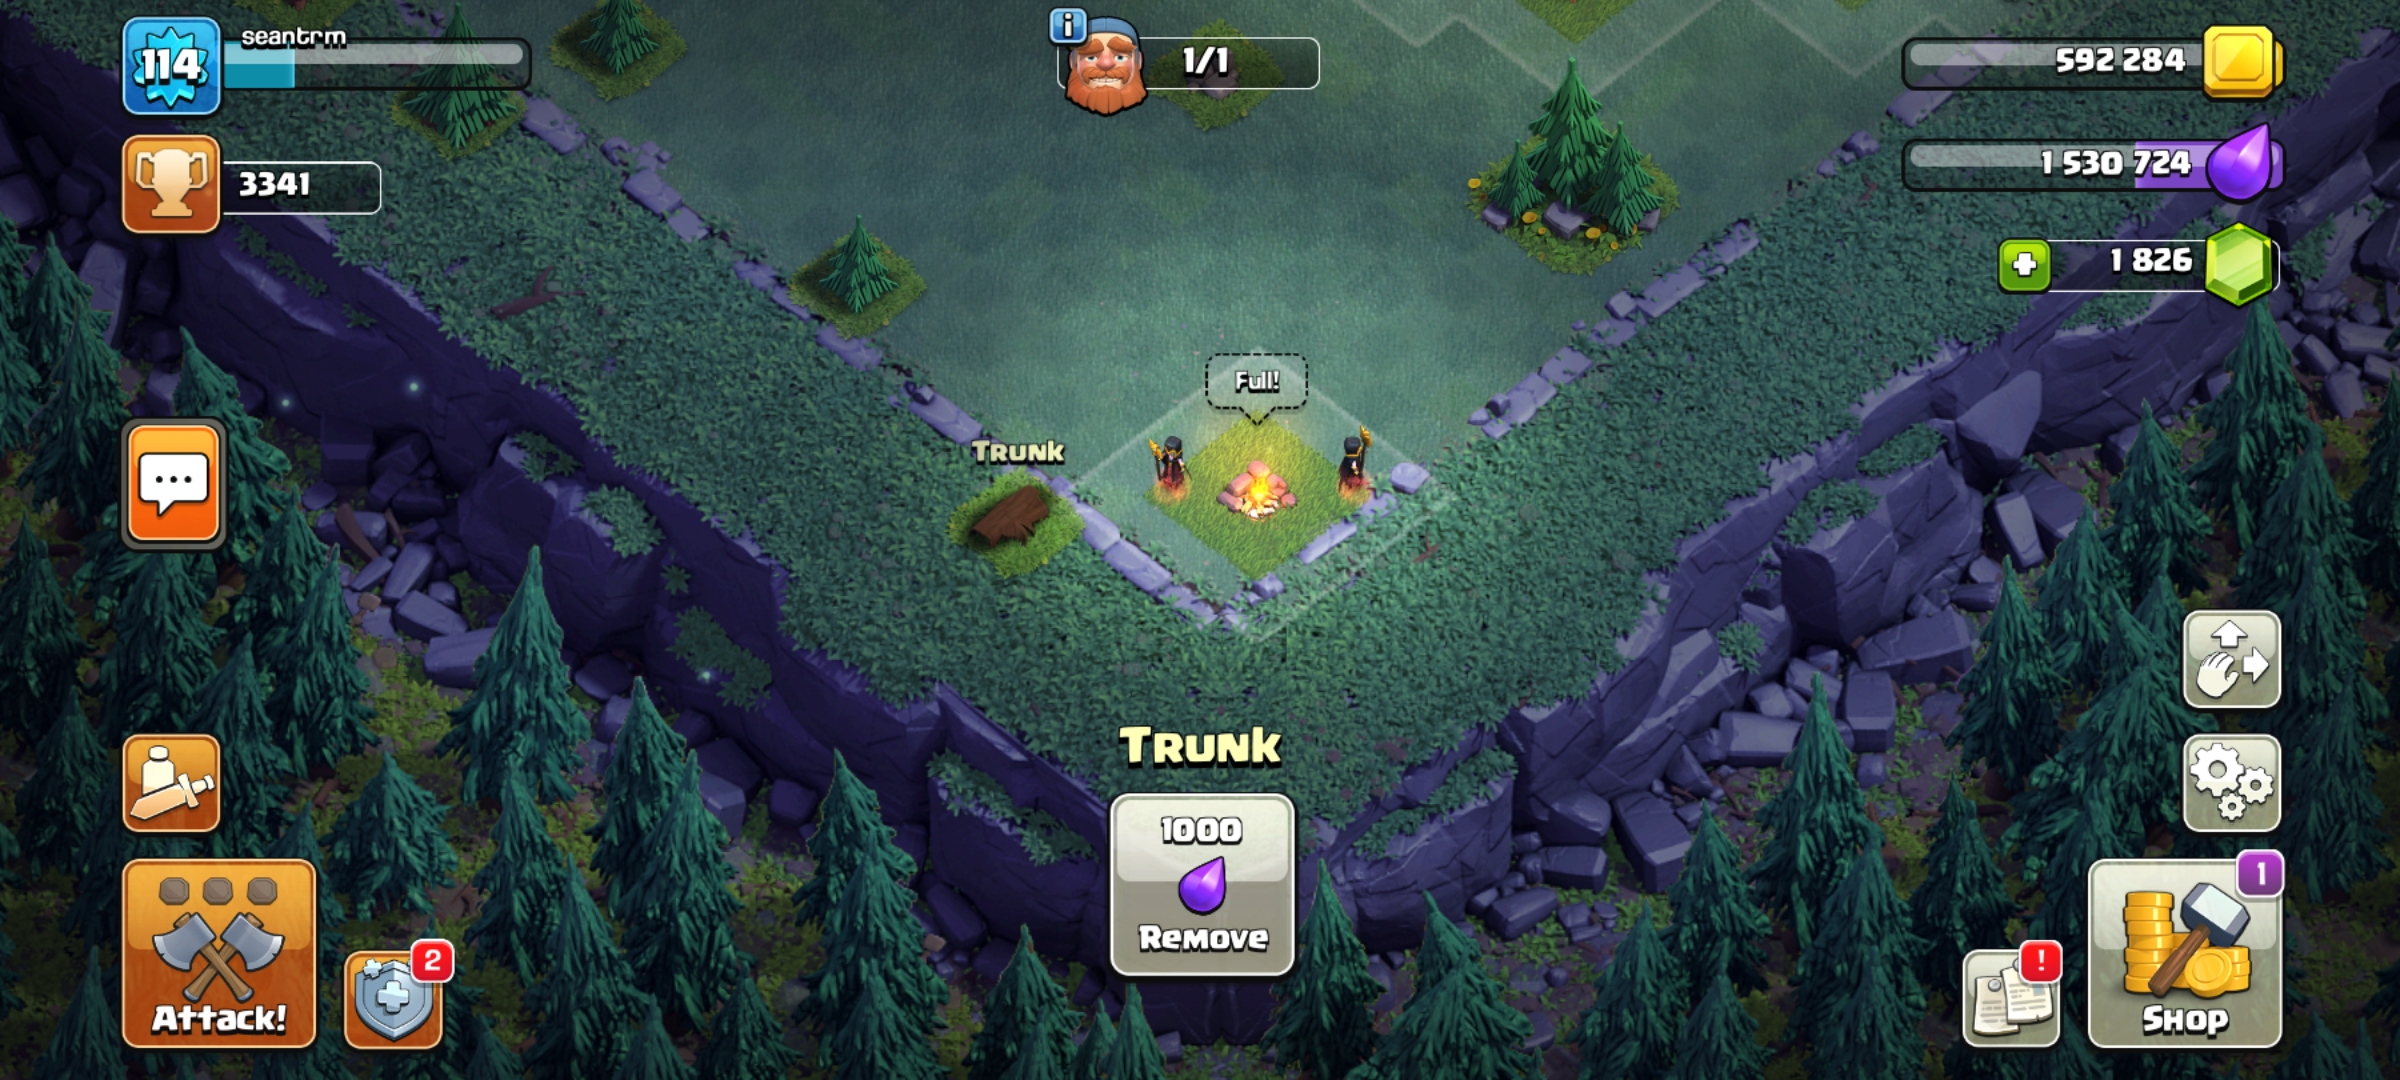 114
seantrm
1/1
592 284
3341
1 530 724
1 826
Full!
Trunk
Trunk
1000
Remove
Attack!
2
!
1
Shop